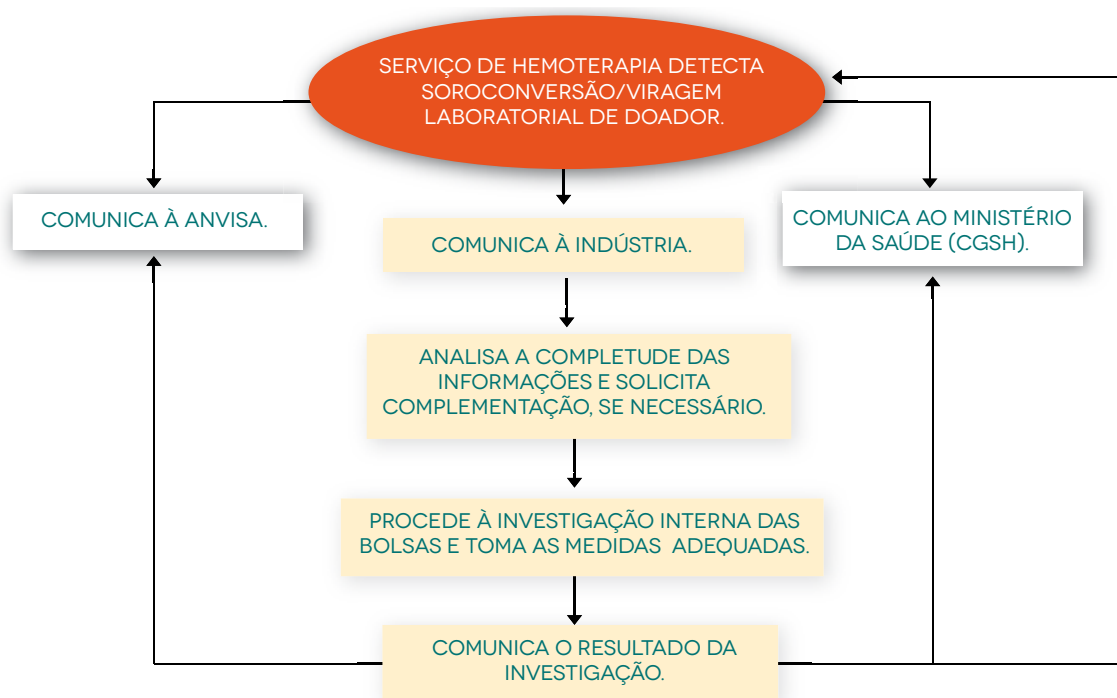 SERVIÇO DE HEMOTERAPIA DETECTA
SOROCONVERSÃO/VIRAGEM
LABORATORIAL DE DOADOR.
COMUNICA À ANVISA.
COMUNICA À INDÚSTRIA.
COMUNICA AO MINISTÉRIO
DA SAÚDE (CGSH).
ANALISA A COMPLETUDE DAS
INFORMAÇÕES E SOLICITA
COMPLEMENTAÇÃO, SE NECESSÁRIO.
PROCEDE À INVESTIGAÇÃO INTERNA DAS
BOLSAS E TOMA AS MEDIDAS ADEQUADAS.
COMUNICA O RESULTADO DA
INVESTIGAÇÃO.